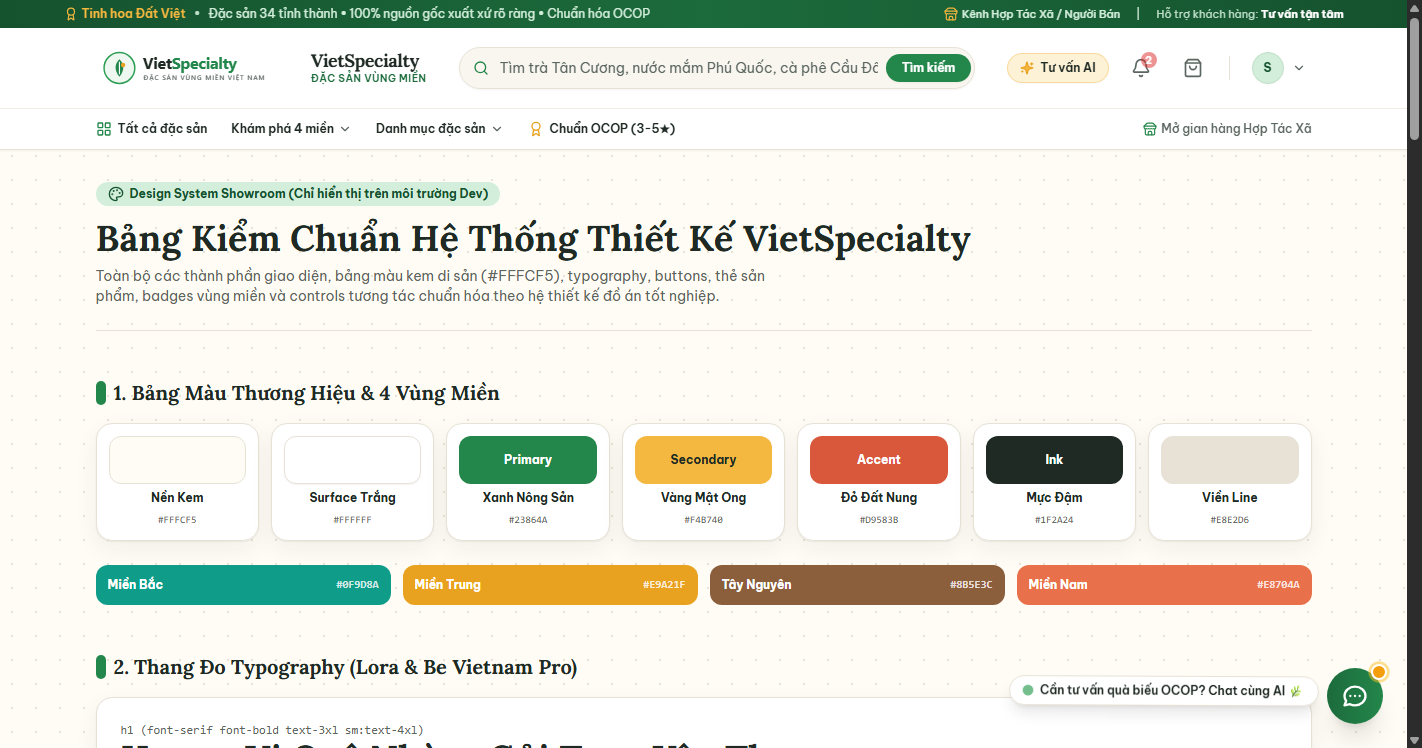 Tinh hoa Đất Việt • Đặc sản 34 tỉnh thành • 100% nguồn gốc xuất xứ rõ ràng • Chuẩn hóa OCOP
Kênh Hợp Tác Xã / Người Bán | Hỗ trợ khách hàng: Tư vấn tận tâm
VietSpecialty
ĐẶC SẢN VÙNG MIỀN VIỆT NAM
VietSpecialty
ĐẶC SẢN VÙNG MIỀN
Tìm trà Tân Cương, nước mắm Phú Quốc, cà phê Cầu
Tìm kiếm
Tư vấn AI
2
S
Tất cả đặc sản
Khám phá 4 miền
Danh mục đặc sản
Chuẩn OCOP (3-5★)
Mở gian hàng Hợp Tác Xã
Design System Showroom (Chỉ hiển thị trên môi trường Dev)
Bảng Kiểm Chuẩn Hệ Thống Thiết Kế VietSpecialty
Toàn bộ các thành phần giao diện, bảng màu kem di sản (#FFFCF5), typography, buttons, thẻ sản
phẩm, badges vùng miền và controls tương tác chuẩn hóa theo hệ thiết kế đồ án tốt nghiệp.
1. Bảng Màu Thương Hiệu & 4 Vùng Miền
Nền Kem
#FFFCF5
Surface Trắng
#FFFFFF
Primary
Xanh Nông Sản
#23864A
Secondary
Vàng Mật Ong
#F4B740
Accent
Đỏ Đất Nung
#D9583B
Ink
Mực Đậm
#1F2A24
Viền Line
#E8E2D6
Miền Bắc #0F9D8A
Miền Trung #E9A21F
Tây Nguyên #8B5E3C
Miền Nam #E8704A
2. Thang Đo Typography (Lora & Be Vietnam Pro)
Cần tư vấn quà biếu OCOP? Chat cùng AI 🌿
h1 (font-serif font-bold text-3xl sm:text-4xl)